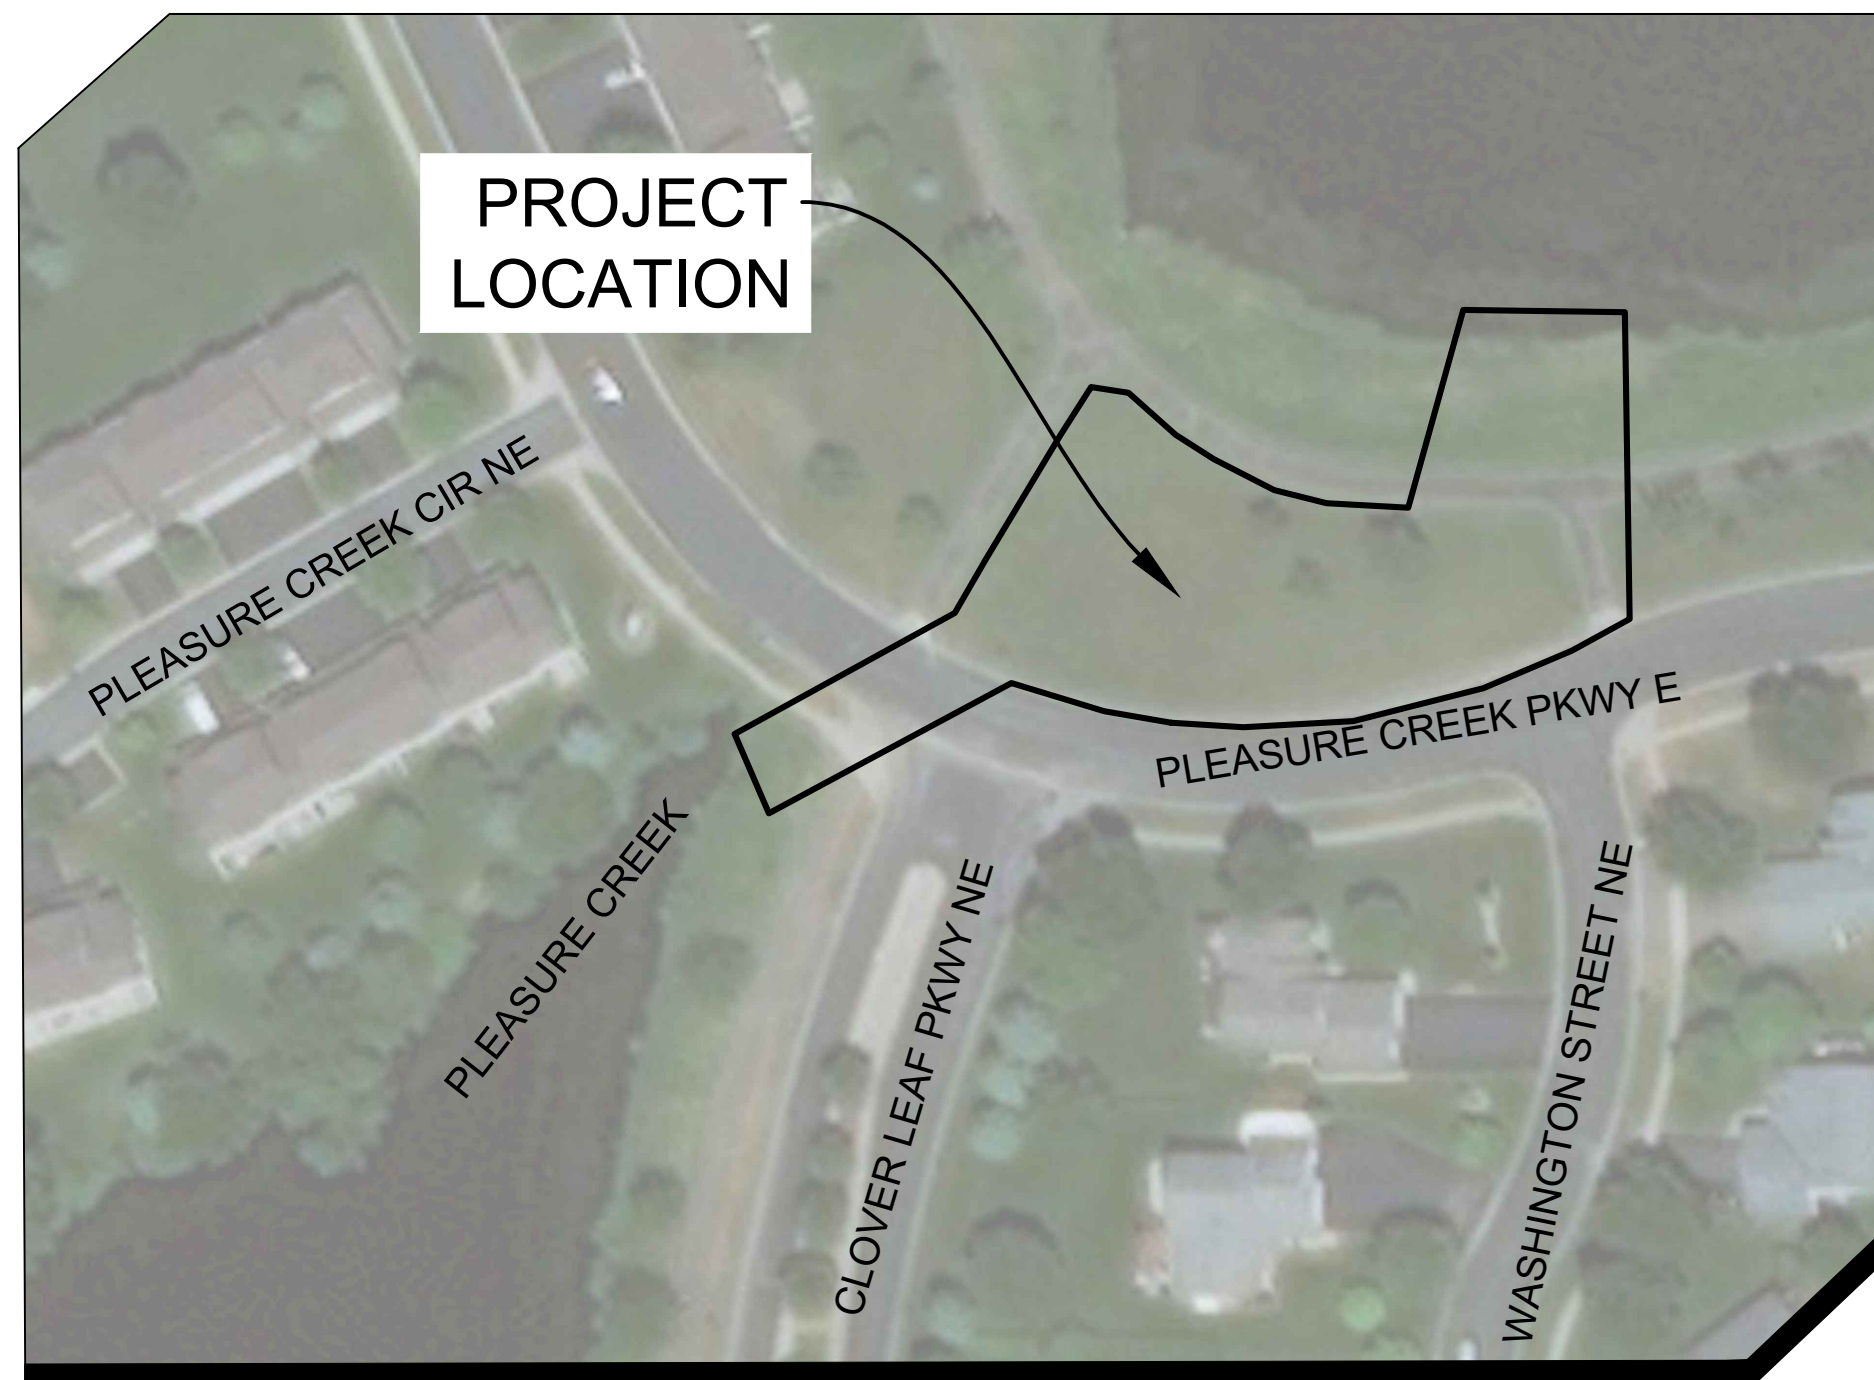 PROJECT
LOCATION
PLEASURE CREEK CIR NE
PLEASURE CREEK PKWY E
PLEASURE CREEK
CLOVER LEAF PKWY NE
WASHINGTON STREET NE